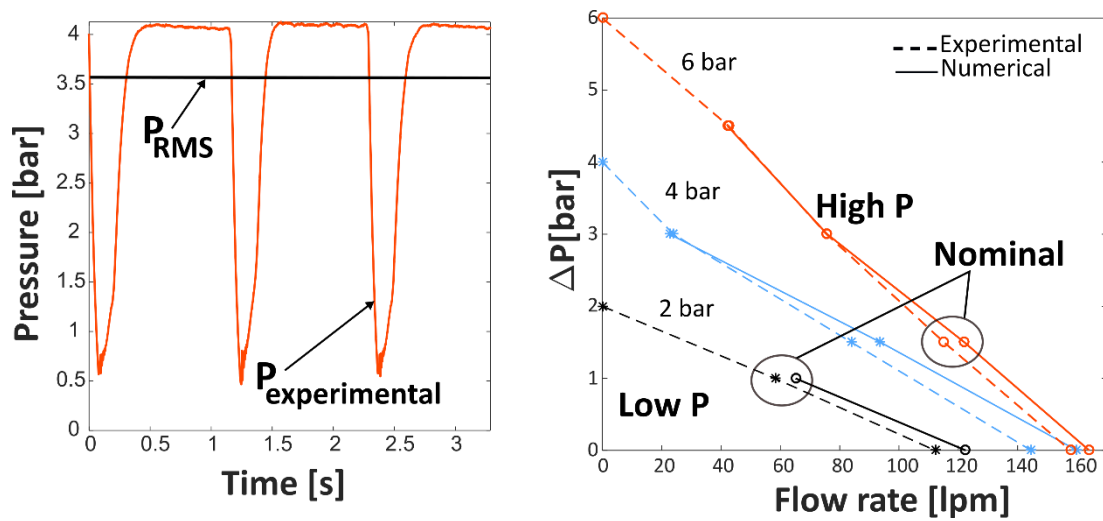 4
3.5
3
2.5
2
1.5
1
0.5
0
Pressure [bar]
P RMS
P experimental
0 0.5 1 1.5 2 2.5 3
Time [s]
6
5
4
3
2
1
0
ΔP[bar]
Experimental
Numerical
6 bar
4 bar
High P
Nominal
2 bar
Low P
0 20 40 60 80 100 120 140 160
Flow rate [lpm]